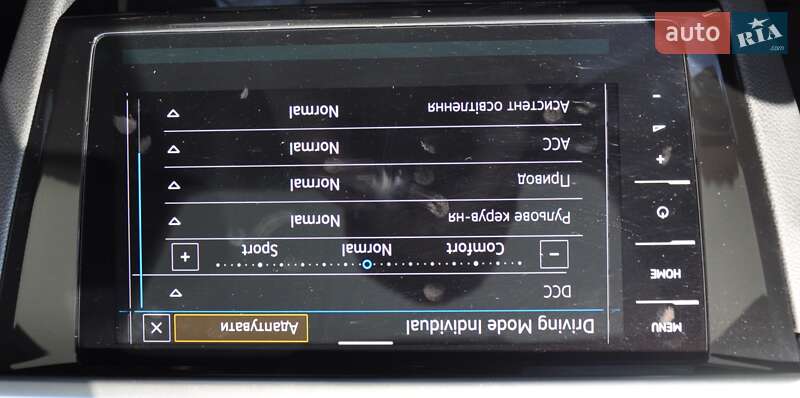 auto RIA .com
Driving Mode Individual Адаптувати ×
DCC
Comfort Normal Sport
− +
Рульове керув-ня Normal
Привод Normal
ACC Normal
Асистент освітлення Normal
MENU
HOME
+
-